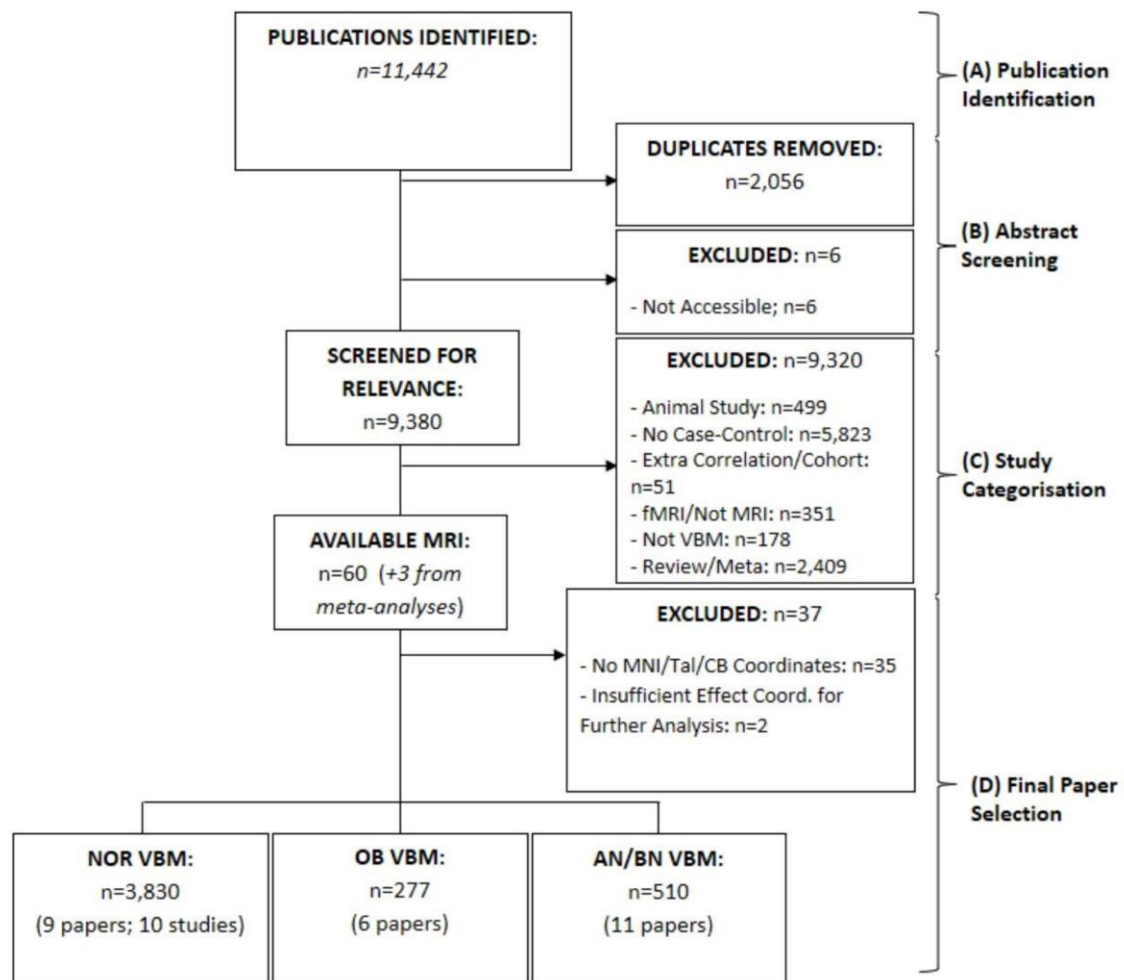 PUBLICATIONS IDENTIFIED:
n=11,442
(A) Publication
Identification
DUPLICATES REMOVED:
n=2,056
EXCLUDED: n=6
- Not Accessible; n=6
(B) Abstract
Screening
SCREENED FOR
RELEVANCE:
n=9,380
EXCLUDED: n=9,320
- Animal Study: n=499
- No Case-Control: n=5,823
- Extra Correlation/Cohort:
n=51
- fMRI/Not MRI: n=351
- Not VBM: n=178
- Review/Meta: n=2,409
(C) Study
Categorisation
AVAILABLE MRI:
n=60 (+3 from
meta-analyses)
EXCLUDED: n=37
- No MNI/Tal/CB Coordinates: n=35
- Insufficient Effect Coord. for
Further Analysis: n=2
(D) Final Paper
Selection
NOR VBM:
n=3,830
(9 papers; 10 studies)
OB VBM:
n=277
(6 papers)
AN/BN VBM:
n=510
(11 papers)